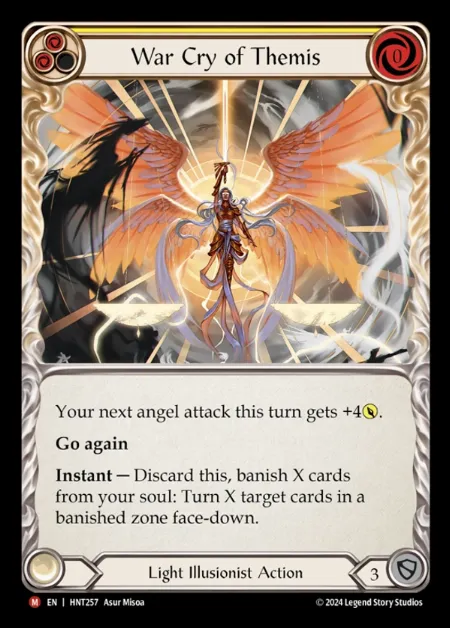 War Cry of Themis
0
Your next angel attack this turn gets +4.
Go again
Instant — Discard this, banish X cards
from your soul: Turn X target cards in a
banished zone face-down.
Light Illusionist Action
3
M EN | HNT257 Asur Misoa
© 2024 Legend Story Studios